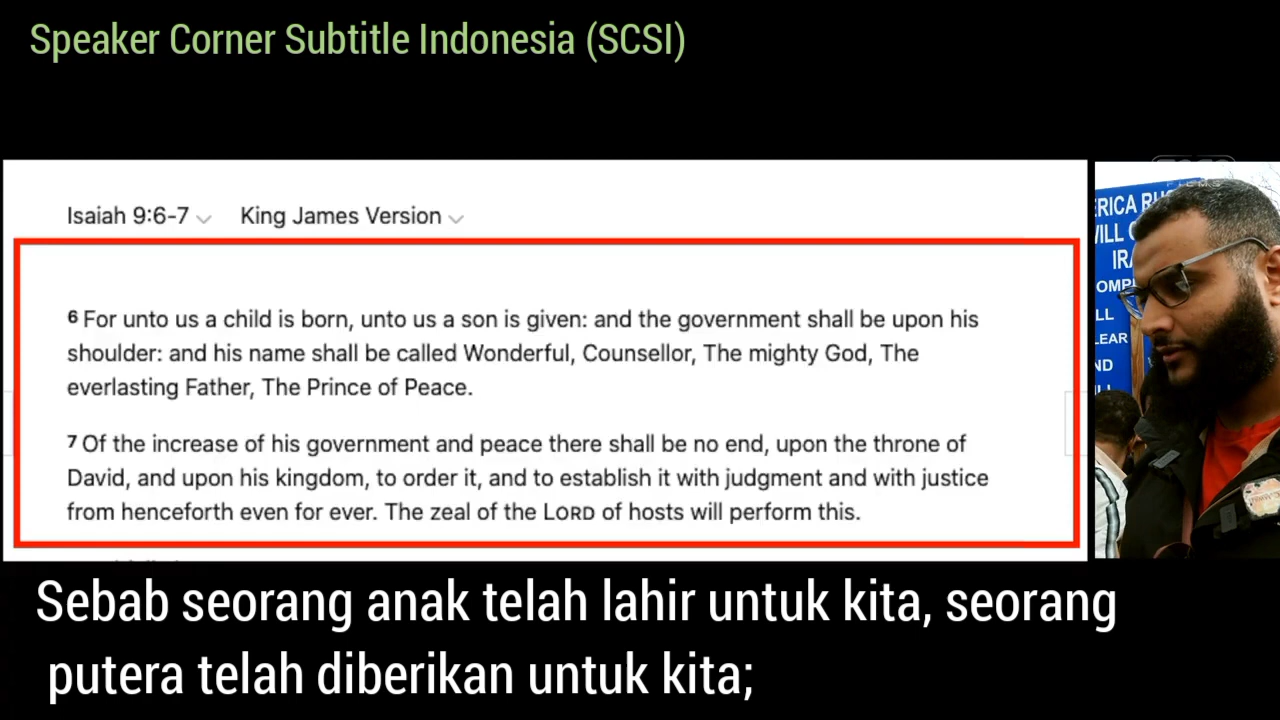 Speaker Corner Subtitle Indonesia (SCSI)
Isaiah 9:6-7 King James Version
6 For unto us a child is born, unto us a son is given: and the government shall be upon his
shoulder: and his name shall be called Wonderful, Counsellor, The mighty God, The
everlasting Father, The Prince of Peace.
7 Of the increase of his government and peace there shall be no end, upon the throne of
David, and upon his kingdom, to order it, and to establish it with judgment and with justice
from henceforth even for ever. The zeal of the LORD of hosts will perform this.
FILMS
ERICA
IRA
Sebab seorang anak telah lahir untuk kita, seorang
putera telah diberikan untuk kita;